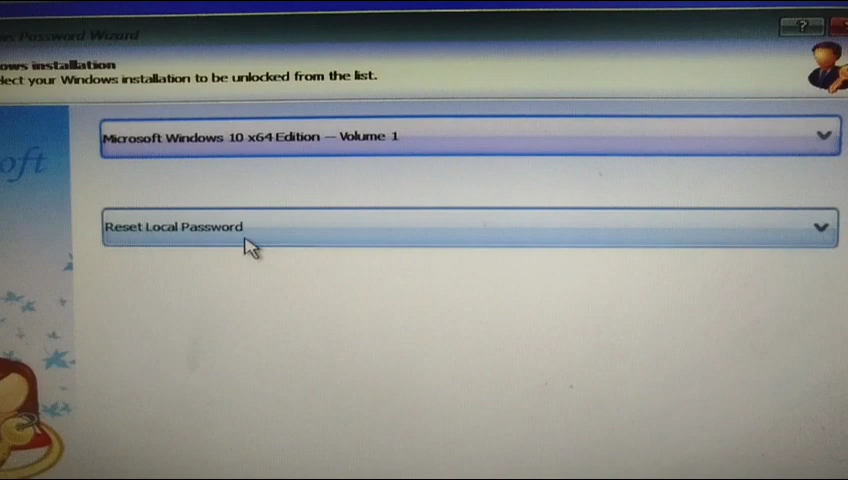 ws Password Wizard
ows installation
lect your Windows installation to be unlocked from the list.
Microsoft Windows 10 x64 Edition — Volume 1
oft
Reset Local Password